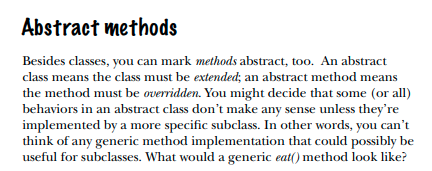 Abstract methods
Besides classes, you can mark methods abstract, too. An abstract
class means the class must be extended; an abstract method means
the method must be overridden. You might decide that some (or all)
behaviors in an abstract class don't make any sense unless they're
implemented by a more specific subclass. In other words, you can't
think of any generic method implementation that could possibly be
useful for subclasses. What would a generic eat() method look like?